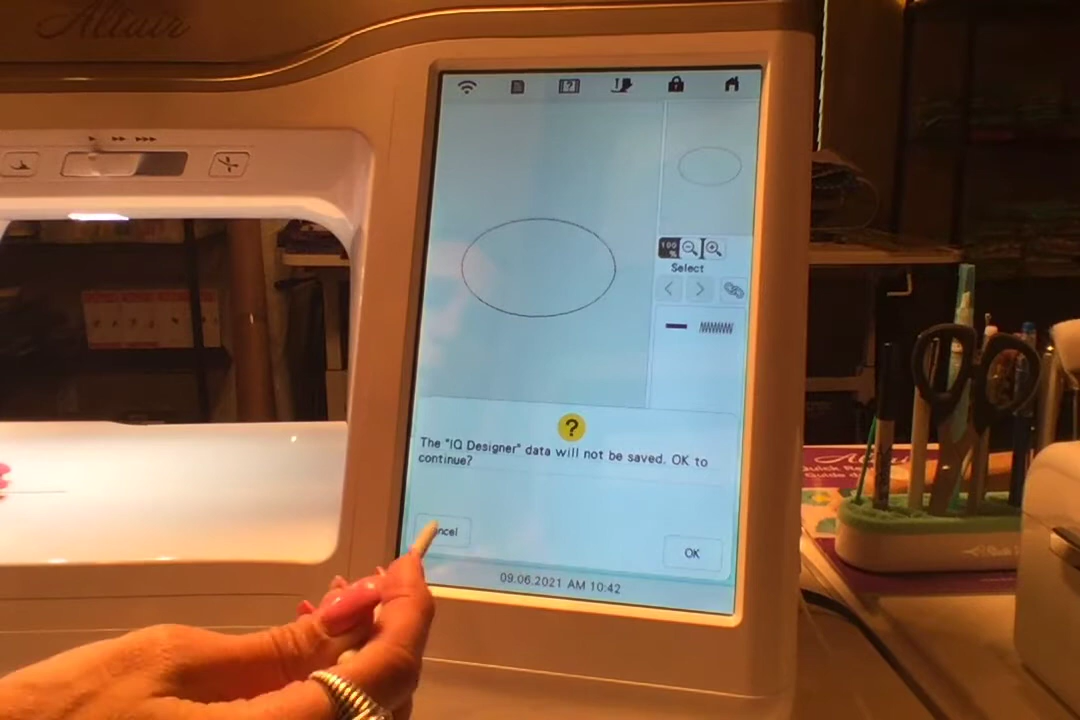 Altair
100
%
Select
?
The "IQ Designer" data will not be saved. OK to
continue?
OK
09.06.2021 AM 10:42